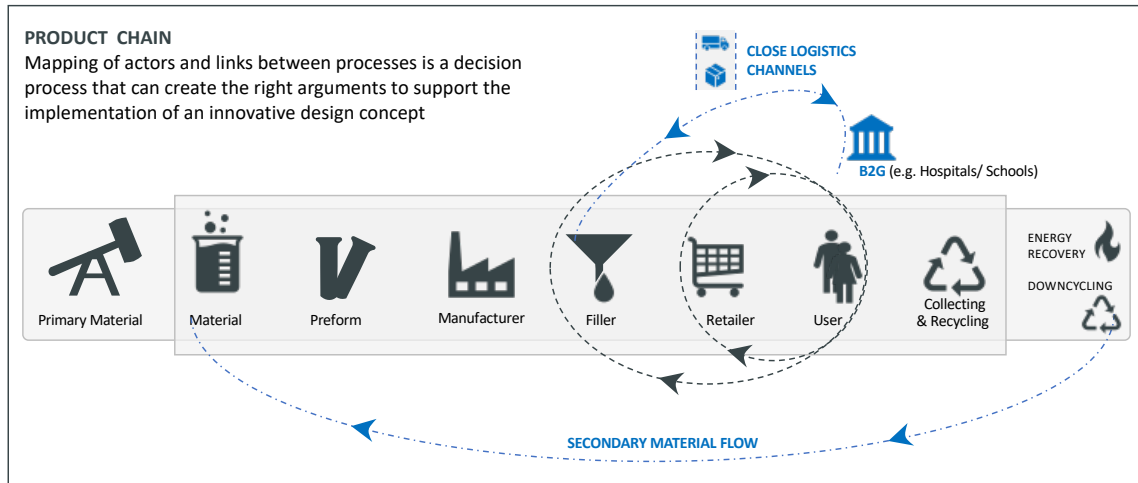 PRODUCT CHAIN
Mapping of actors and links between processes is a decision
process that can create the right arguments to support the
implementation of an innovative design concept
CLOSE LOGISTICS
CHANNELS
B2G (e.g. Hospitals/ Schools)
Primary Material
Material
Preform
Manufacturer
Filler
Retailer
User
Collecting
& Recycling
ENERGY
RECOVERY
DOWNCYCLING
SECONDARY MATERIAL FLOW